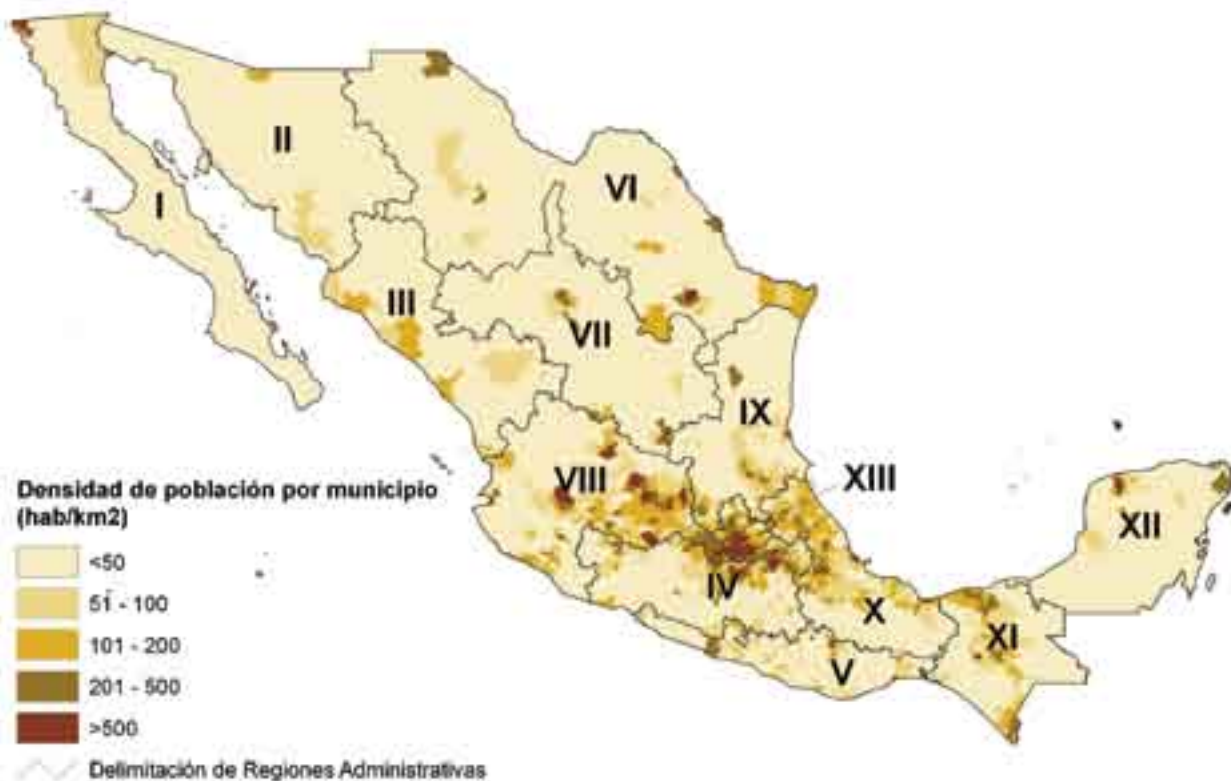 I
II
III
VI
VII
IX
VIII
XIII
XII
IV
X
XI
V
Densidad de población por municipio
(hab/km2)
<50
51 - 100
101 - 200
201 - 500
>500
Delimitación de Regiones Administrativas